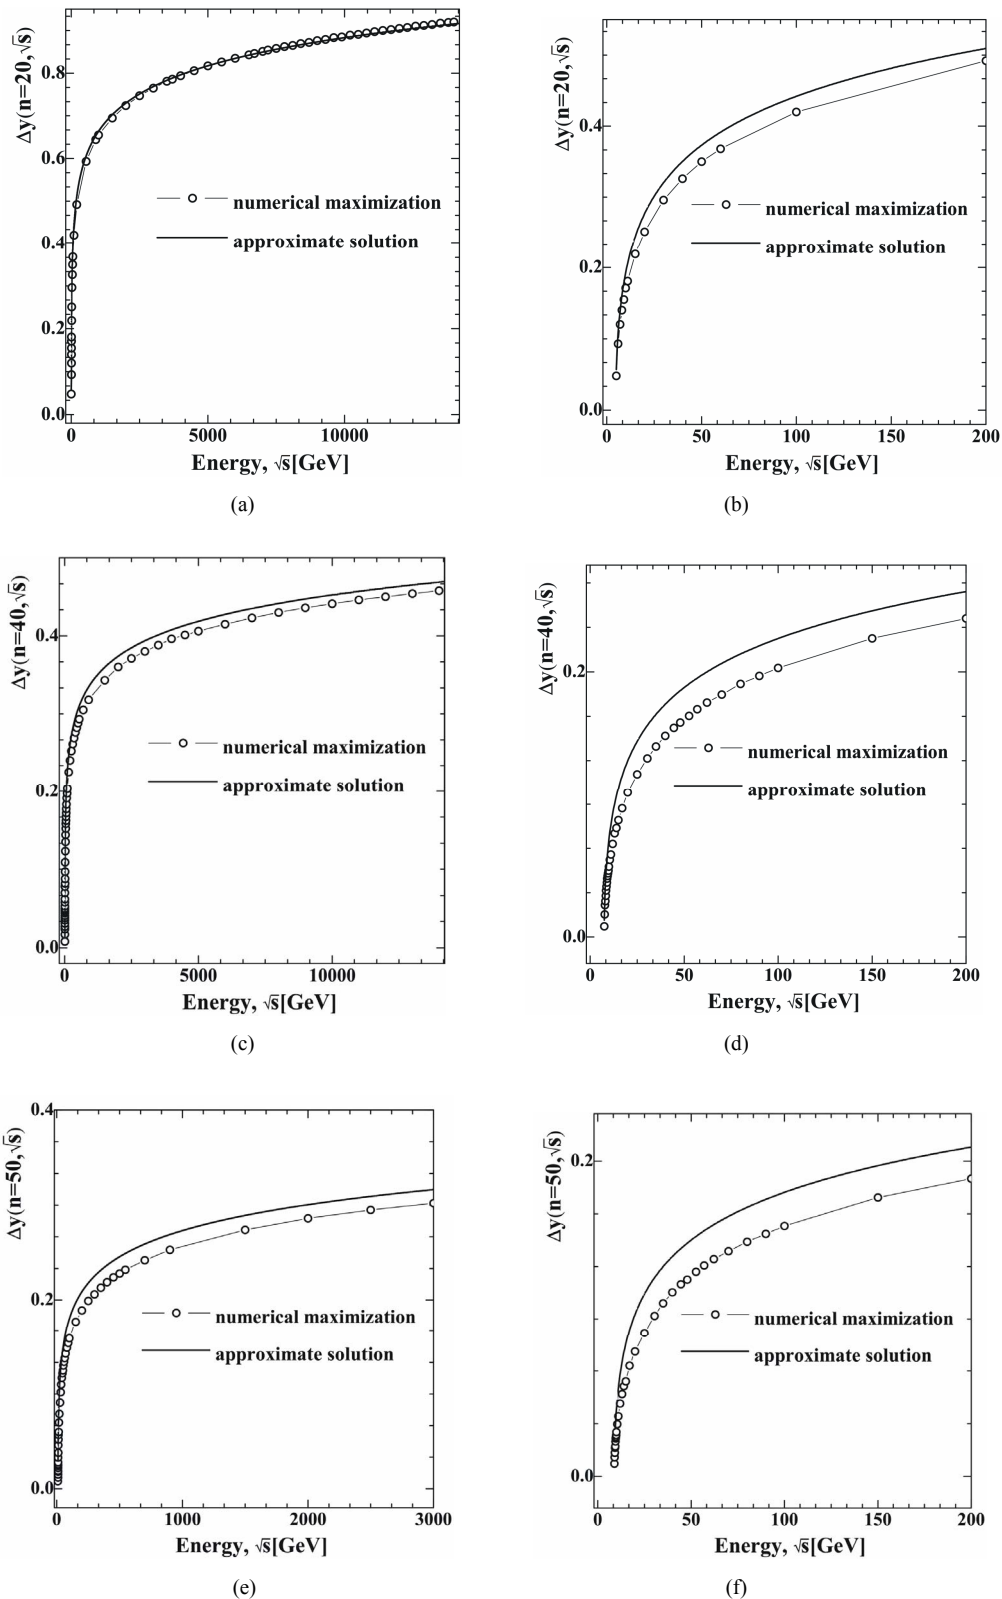 Δy(n=20,√s)
0.8
0.6
0.4
0.2
0.0
numerical maximization
approximate solution
0 5000 10000
Energy, √s[GeV]
(a)
Δy(n=20,√s)
0.4
0.2
0.0
numerical maximization
approximate solution
0 50 100 150 200
Energy, √s[GeV]
(b)
Δy(n=40,√s)
0.4
0.2
0.0
numerical maximization
approximate solution
0 5000 10000
Energy, √s[GeV]
(c)
Δy(n=40,√s)
0.2
0.0
numerical maximization
approximate solution
0 50 100 150 200
Energy, √s[GeV]
(d)
Δy(n=50,√s)
0.4
0.2
0.0
numerical maximization
approximate solution
0 1000 2000 3000
Energy, √s[GeV]
(e)
Δy(n=50,√s)
0.2
0.0
numerical maximization
approximate solution
0 50 100 150 200
Energy, √s[GeV]
(f)